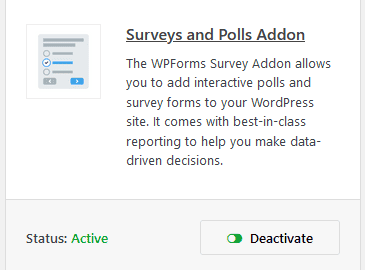 Surveys and Polls Addon
The WPForms Survey Addon allows
you to add interactive polls and
survey forms to your WordPress
site. It comes with best-in-class
reporting to help you make data-
driven decisions.
Status: Active
Deactivate